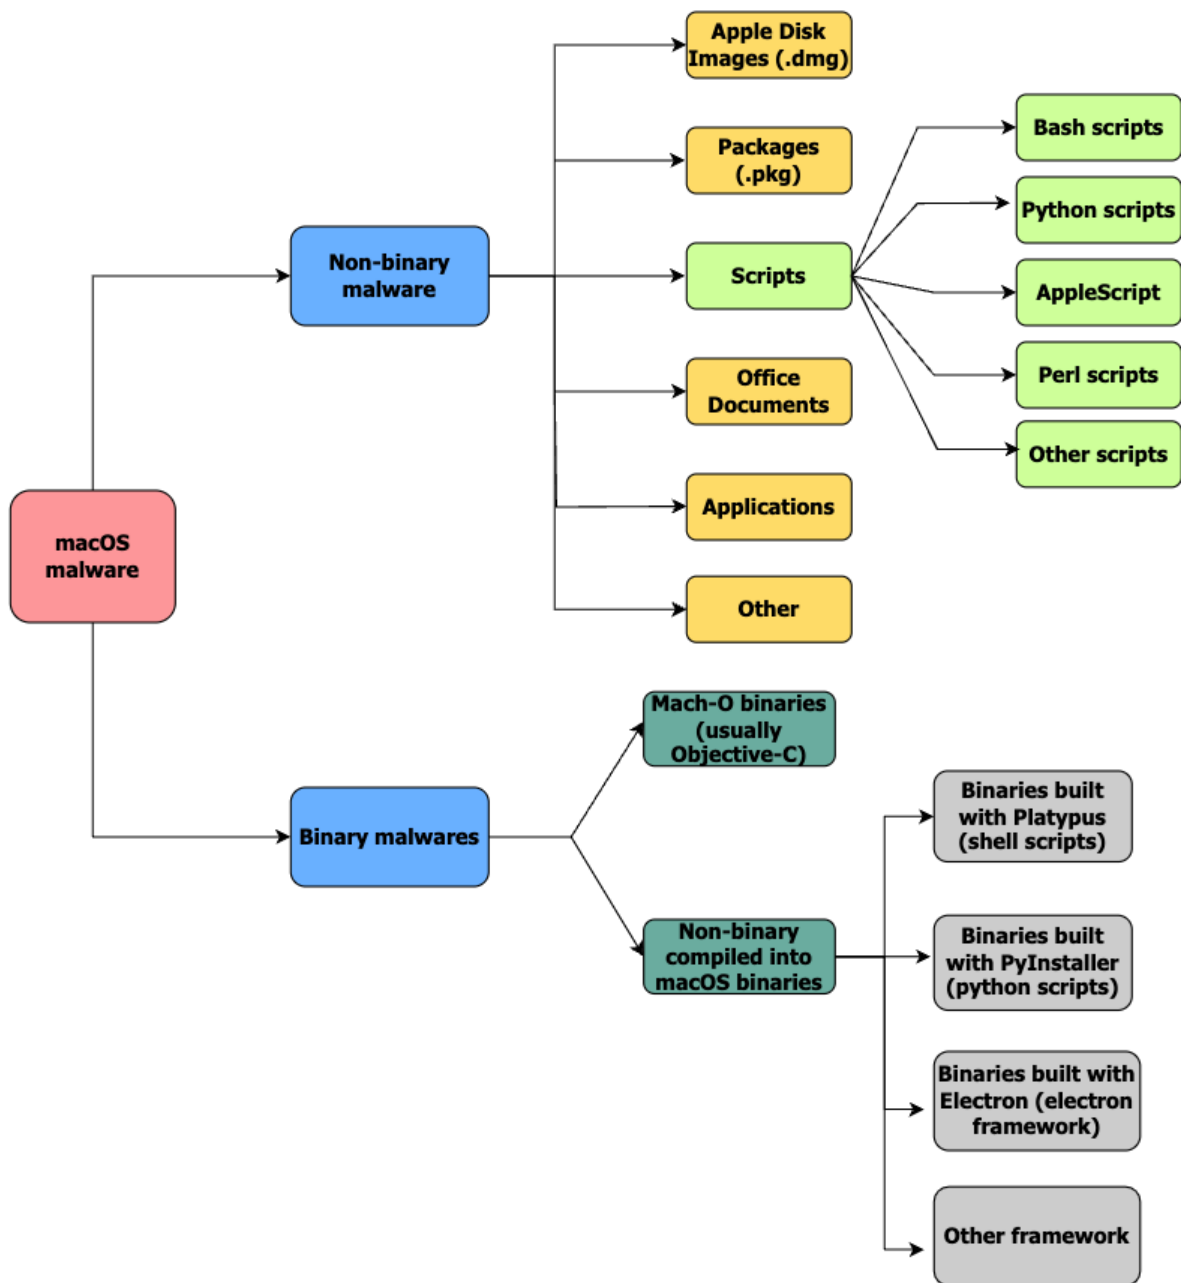 Apple Disk
Images (.dmg)
Packages
(.pkg)
Scripts
Office
Documents
Applications
Other
Bash scripts
Python scripts
AppleScript
Perl scripts
Other scripts
Non-binary
malware
macOS
malware
Binary malwares
Mach-O binaries
(usually
Objective-C)
Non-binary
compiled into
macOS binaries
Binaries built
with Platypus
(shell scripts)
Binaries built
with PyInstaller
(python scripts)
Binaries built with
Electron (electron
framework)
Other framework